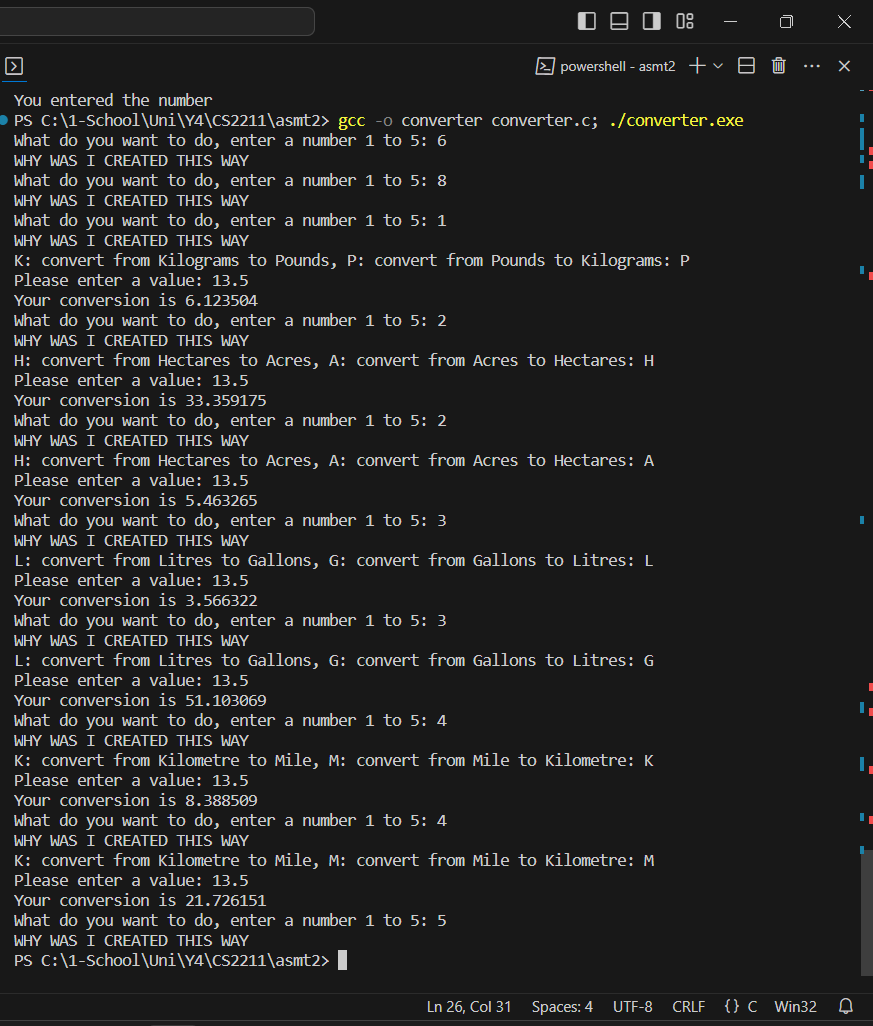 powershell - asmt2
You entered the number
PS C:\1-School\Uni\Y4\CS2211\asmt2> gcc -o converter converter.c; ./converter.exe
What do you want to do, enter a number 1 to 5: 6
WHY WAS I CREATED THIS WAY
What do you want to do, enter a number 1 to 5: 8
WHY WAS I CREATED THIS WAY
What do you want to do, enter a number 1 to 5: 1
WHY WAS I CREATED THIS WAY
K: convert from Kilograms to Pounds, P: convert from Pounds to Kilograms: P
Please enter a value: 13.5
Your conversion is 6.123504
What do you want to do, enter a number 1 to 5: 2
WHY WAS I CREATED THIS WAY
H: convert from Hectares to Acres, A: convert from Acres to Hectares: H
Please enter a value: 13.5
Your conversion is 33.359175
What do you want to do, enter a number 1 to 5: 2
WHY WAS I CREATED THIS WAY
H: convert from Hectares to Acres, A: convert from Acres to Hectares: A
Please enter a value: 13.5
Your conversion is 5.463265
What do you want to do, enter a number 1 to 5: 3
WHY WAS I CREATED THIS WAY
L: convert from Litres to Gallons, G: convert from Gallons to Litres: L
Please enter a value: 13.5
Your conversion is 3.566322
What do you want to do, enter a number 1 to 5: 3
WHY WAS I CREATED THIS WAY
L: convert from Litres to Gallons, G: convert from Gallons to Litres: G
Please enter a value: 13.5
Your conversion is 51.103069
What do you want to do, enter a number 1 to 5: 4
WHY WAS I CREATED THIS WAY
K: convert from Kilometre to Mile, M: convert from Mile to Kilometre: K
Please enter a value: 13.5
Your conversion is 8.388509
What do you want to do, enter a number 1 to 5: 4
WHY WAS I CREATED THIS WAY
K: convert from Kilometre to Mile, M: convert from Mile to Kilometre: M
Please enter a value: 13.5
Your conversion is 21.726151
What do you want to do, enter a number 1 to 5: 5
WHY WAS I CREATED THIS WAY
PS C:\1-School\Uni\Y4\CS2211\asmt2>
Ln 26, Col 31 Spaces: 4 UTF-8 CRLF {} C Win32